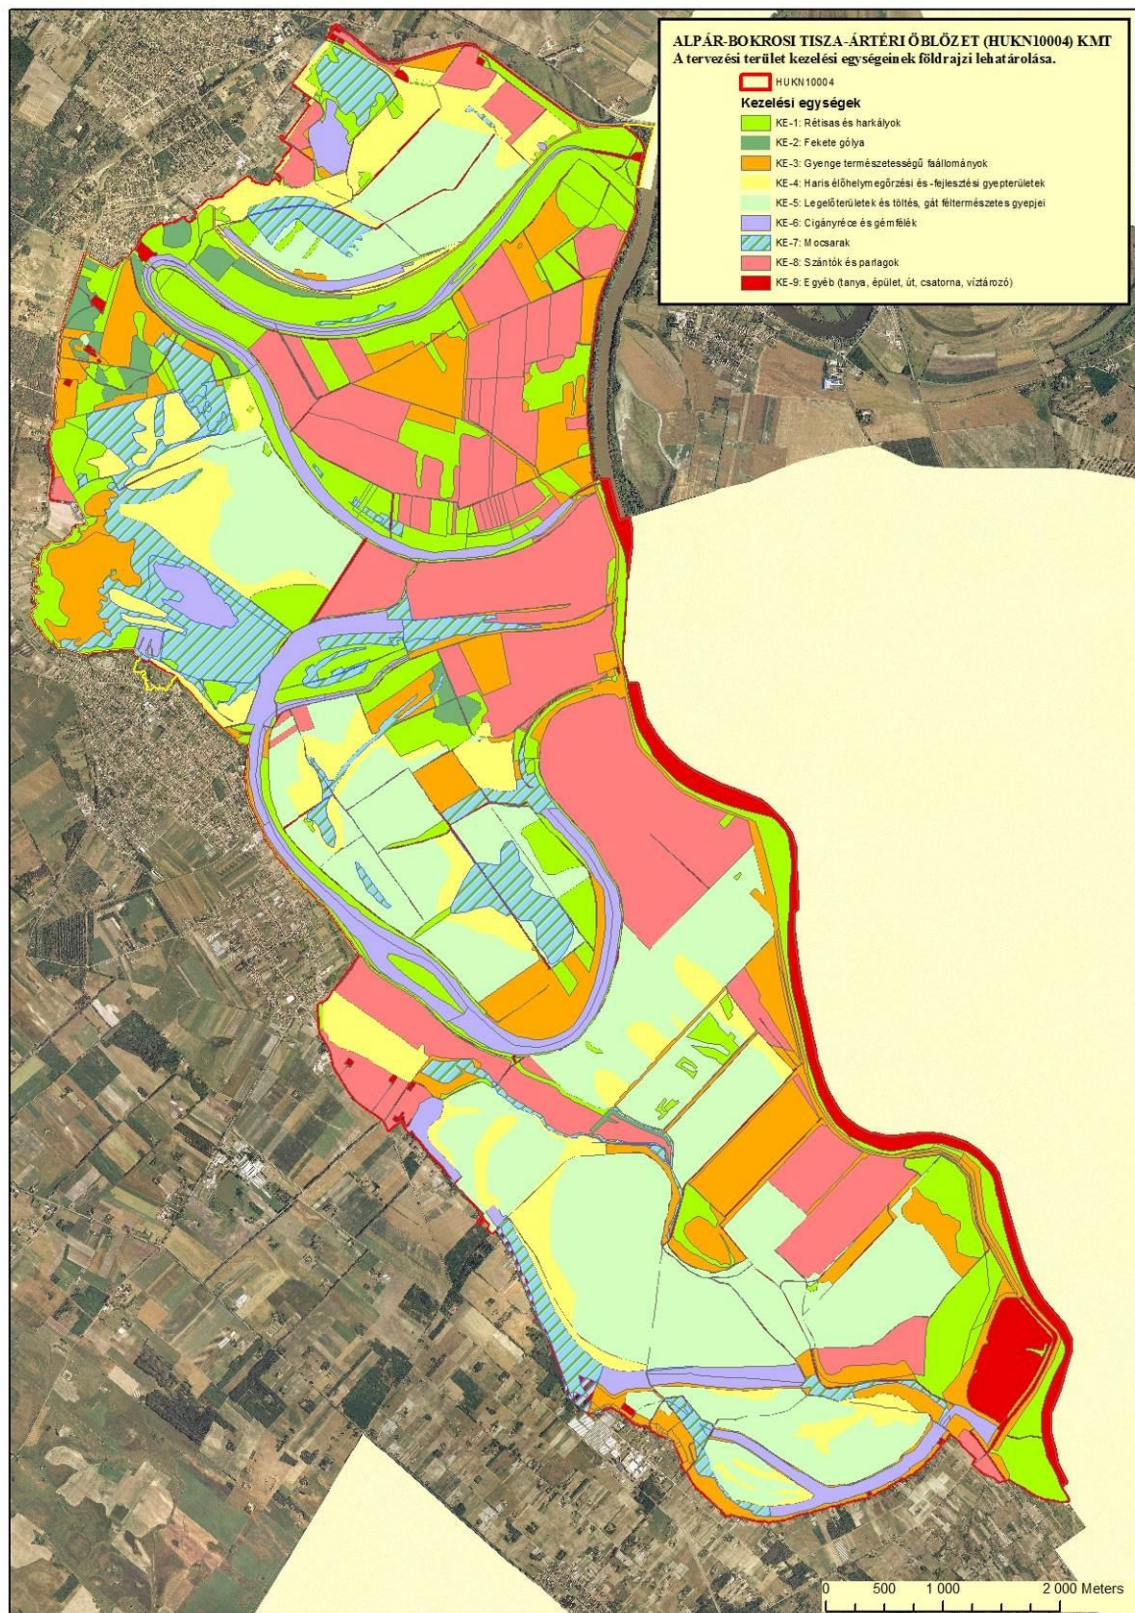 ALPÁR-BOKROSI TISZA-ÁRTÉRI ÖBLÖZET (HUKN10004) KMT
A tervezési terület kezelési egységeinek földrajzi lehatárolása.
HUKN10004
Kezelési egységek
KE-1: Rétisas és harkályok
KE-2: Fekete gólya
KE-3: Gyenge természetességű faállományok
KE-4: Haris élőhelymegőrzési és -fejlesztési gyepterületek
KE-5: Legelőterületek és töltés, gát féltermészetes gyepjei
KE-6: Cigányréce és gémfélék
KE-7: Mocsarak
KE-8: Szántók és parlagok
KE-9: Egyéb (tanya, épület, út, csatorna, víztározó)
0 500 1 000 2 000 Meters